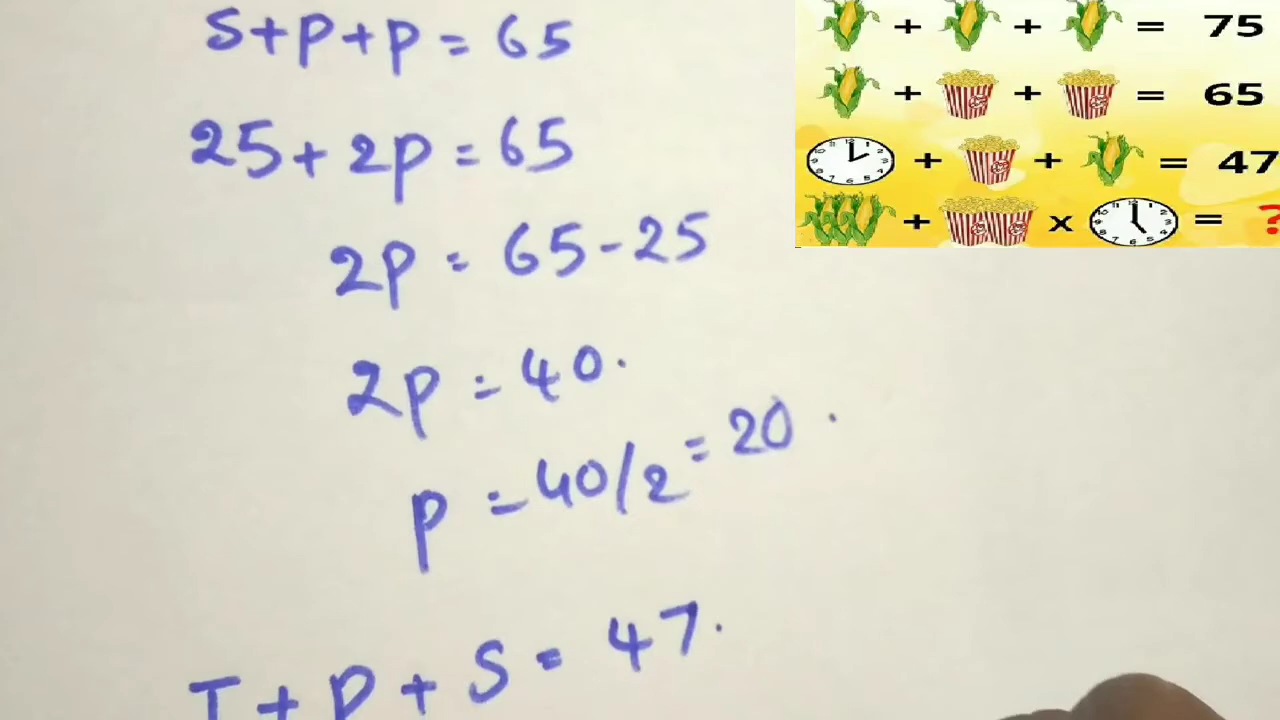 S+P+P = 65
25+2P = 65
2P = 65-25
2P = 40.
P = 40/2 = 20.
T+P+S = 47.
+ + = 75
+ + = 65
+ + = 47
+ x = ?